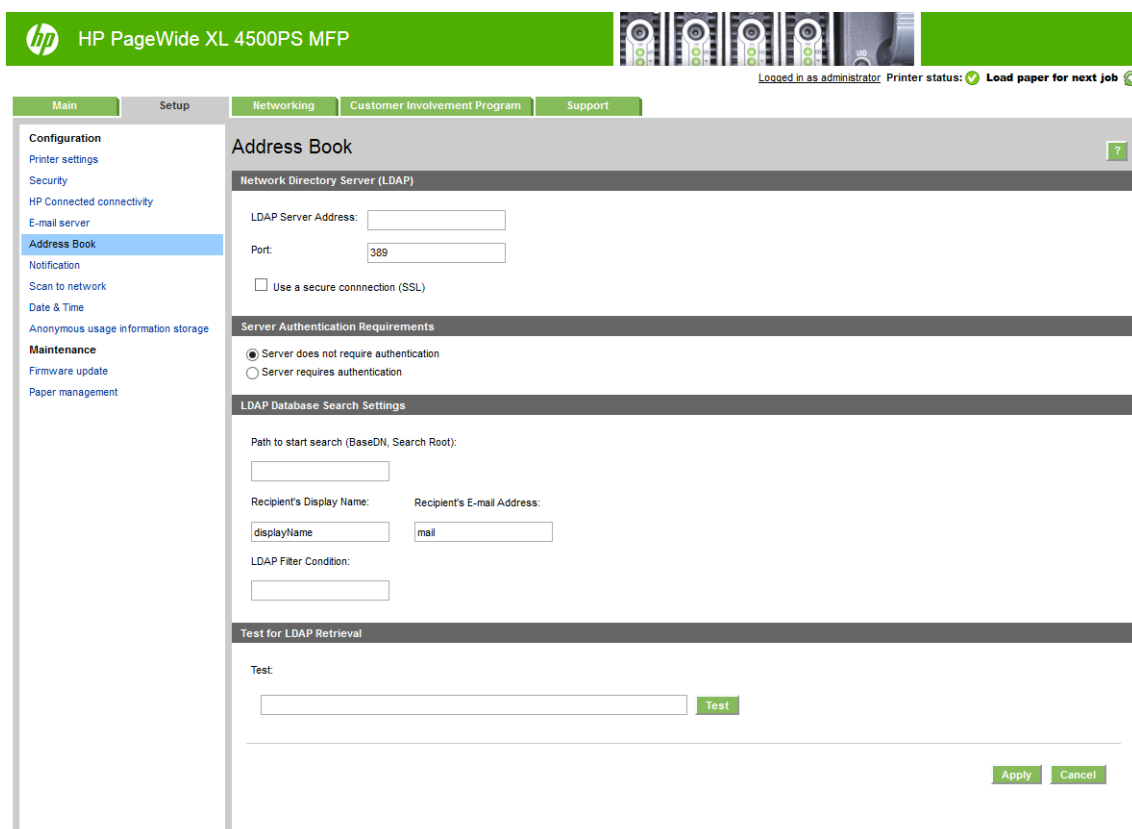 hp HP PageWide XL 4500PS MFP
UID
Logged in as administrator Printer status: Load paper for next job
Main Setup Networking Customer Involvement Program Support
Configuration
Printer settings
Security
HP Connected connectivity
E-mail server
Address Book
Notification
Scan to network
Date & Time
Anonymous usage information storage
Maintenance
Firmware update
Paper management
Address Book ?
Network Directory Server (LDAP)
LDAP Server Address:
Port: 389
Use a secure connnection (SSL)
Server Authentication Requirements
Server does not require authentication
Server requires authentication
LDAP Database Search Settings
Path to start search (BaseDN, Search Root):
Recipient's Display Name: Recipient's E-mail Address:
displayName mail
LDAP Filter Condition:
Test for LDAP Retrieval
Test:
Test
Apply Cancel